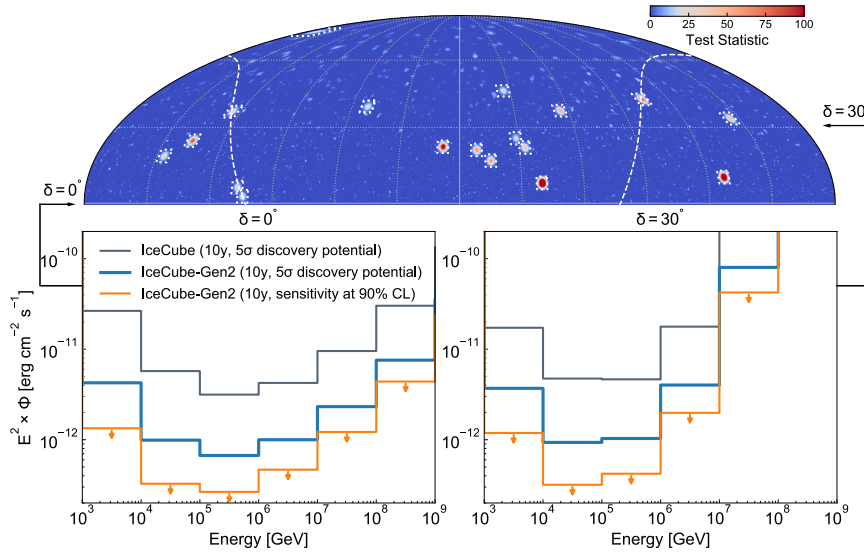 0 25 50 75 100
Test Statistic
δ = 30
δ = 0°
δ = 0° δ = 30°
IceCube (10y, 5σ discovery potential)
IceCube-Gen2 (10y, 5σ discovery potential)
IceCube-Gen2 (10y, sensitivity at 90% CL)
10⁻¹⁰ 10⁻¹⁰
10⁻¹¹ 10⁻¹¹
10⁻¹² 10⁻¹²
E² × Φ [erg cm⁻² s⁻¹]
10³ 10⁴ 10⁵ 10⁶ 10⁷ 10⁸ 10⁹ 10³ 10⁴ 10⁵ 10⁶ 10⁷ 10⁸ 10⁹
Energy [GeV] Energy [GeV]